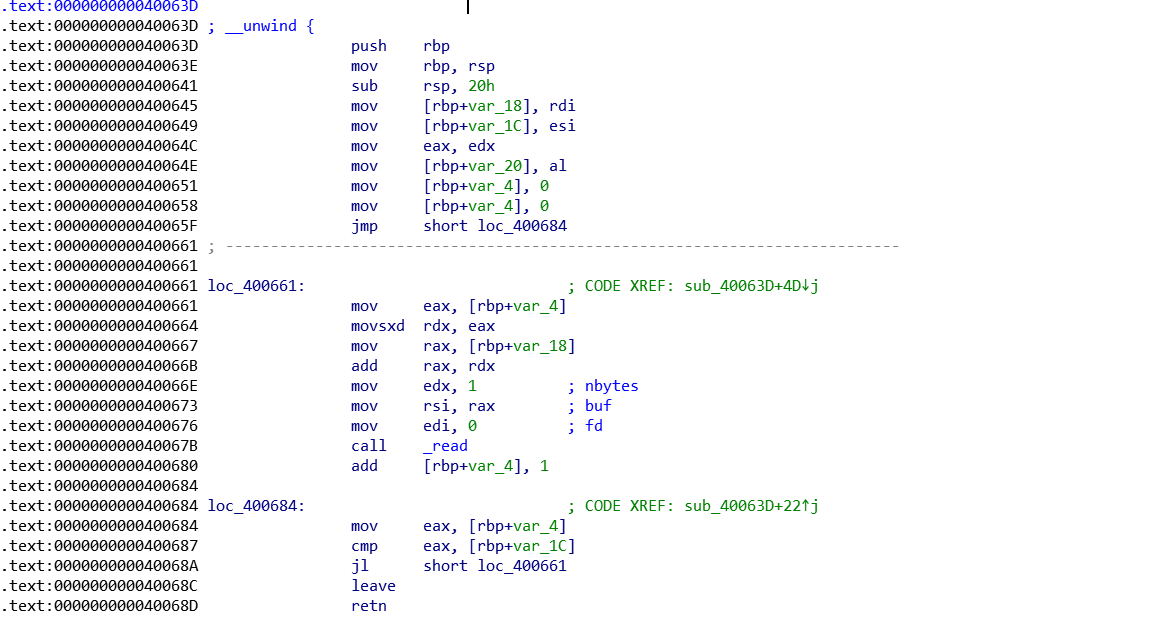 .text:000000000040063D
.text:000000000040063D ; __unwind {
.text:000000000040063D                 push    rbp
.text:000000000040063E                 mov     rbp, rsp
.text:0000000000400641                 sub     rsp, 20h
.text:0000000000400645                 mov     [rbp+var_18], rdi
.text:0000000000400649                 mov     [rbp+var_1C], esi
.text:000000000040064C                 mov     eax, edx
.text:000000000040064E                 mov     [rbp+var_20], al
.text:0000000000400651                 mov     [rbp+var_4], 0
.text:0000000000400658                 mov     [rbp+var_4], 0
.text:000000000040065F                 jmp     short loc_400684
.text:0000000000400661 ; ---------------------------------------------------------------------------
.text:0000000000400661
.text:0000000000400661 loc_400661:                             ; CODE XREF: sub_40063D+4D↓j
.text:0000000000400661                 mov     eax, [rbp+var_4]
.text:0000000000400664                 movsxd  rdx, eax
.text:0000000000400667                 mov     rax, [rbp+var_18]
.text:000000000040066B                 add     rax, rdx
.text:000000000040066E                 mov     edx, 1          ; nbytes
.text:0000000000400673                 mov     rsi, rax        ; buf
.text:0000000000400676                 mov     edi, 0          ; fd
.text:000000000040067B                 call    _read
.text:0000000000400680                 add     [rbp+var_4], 1
.text:0000000000400684
.text:0000000000400684 loc_400684:                             ; CODE XREF: sub_40063D+22↑j
.text:0000000000400684                 mov     eax, [rbp+var_4]
.text:0000000000400687                 cmp     eax, [rbp+var_1C]
.text:000000000040068A                 jl      short loc_400661
.text:000000000040068C                 leave
.text:000000000040068D                 retn